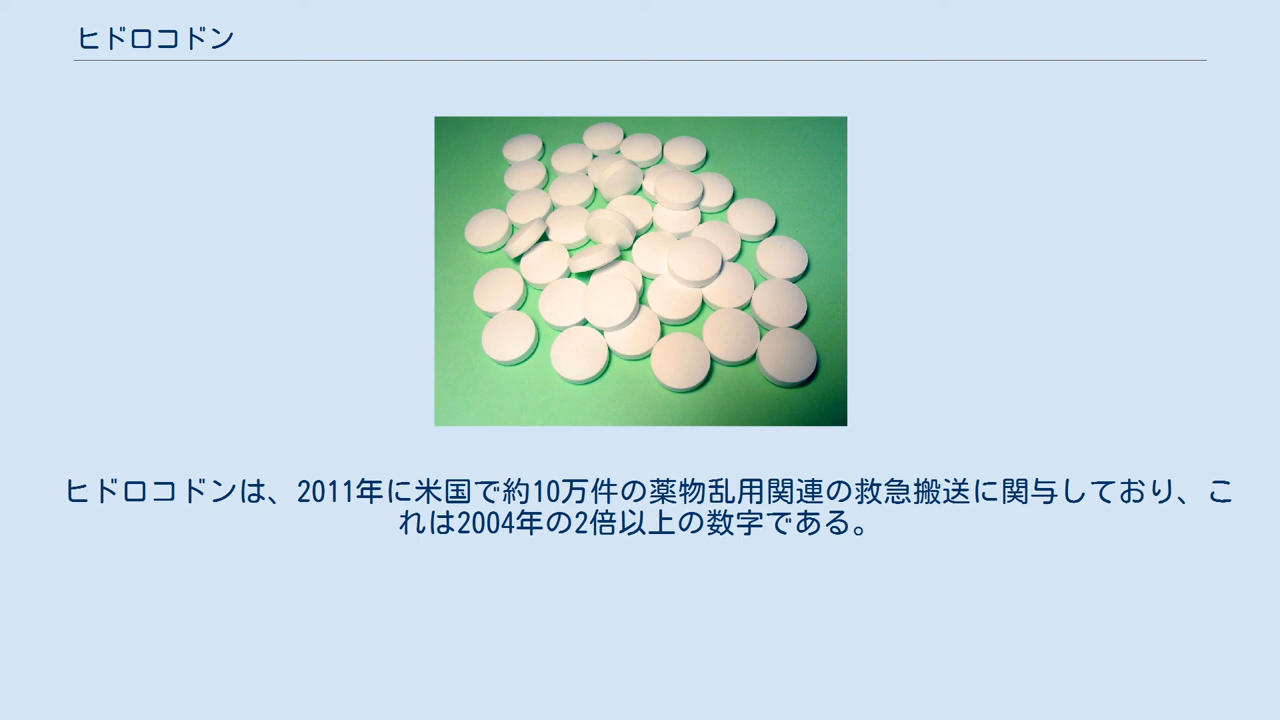 ヒドロコドン
ヒドロコドンは、2011年に米国で約10万件の薬物乱用関連の救急搬送に関与しており、こ
れは2004年の2倍以上の数字である。